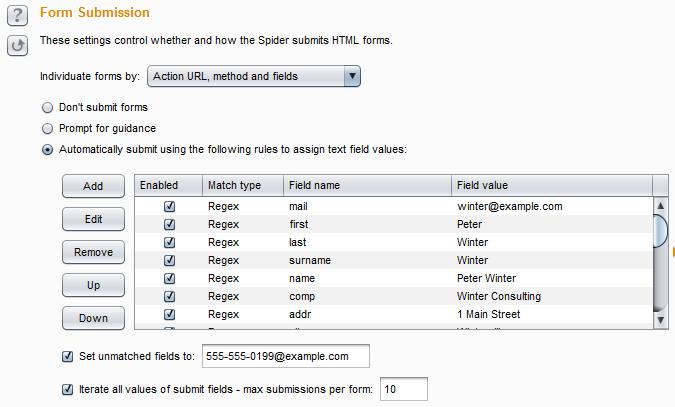 ?
Form Submission
These settings control whether and how the Spider submits HTML forms.
Individuate forms by: Action URL, method and fields
Don't submit forms
Prompt for guidance
Automatically submit using the following rules to assign text field values:
Add
Edit
Remove
Up
Down
Enabled Match type Field name Field value
Regex mail winter@example.com
Regex first Peter
Regex last Winter
Regex surname Winter
Regex name Peter Winter
Regex comp Winter Consulting
Regex addr 1 Main Street
Set unmatched fields to: 555-555-0199@example.com
Iterate all values of submit fields - max submissions per form: 10